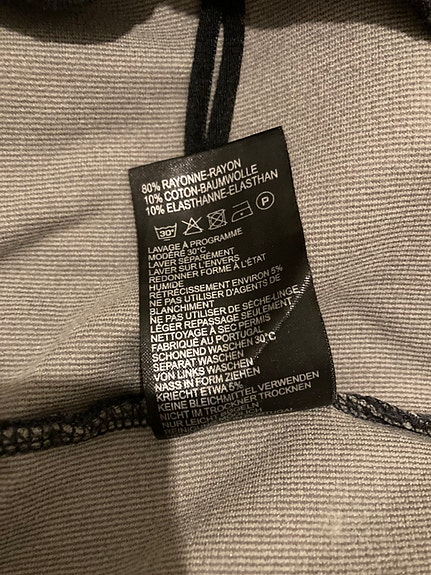 80% RAYONNE-RAYON
10% COTON-BAUMWOLLE
10% ELASTHANNE-ELASTHAN
30° P
LAVAGE À PROGRAMME
MODÉRÉ 30°C
LAVER SÉPARÉMENT
LAVER SUR L'ENVERS
REDONNER FORME À L'ÉTAT
HUMIDE
RÉTRÉCISSEMENT ENVIRON 5%
NE PAS UTILISER D'AGENTS DE
BLANCHIMENT
NE PAS UTILISER DE SÈCHE-LINGE
LÉGER REPASSAGE SEULEMENT
NETTOYAGE À SEC PERMIS
FABRIQUÉ AU PORTUGAL
SCHONEND WASCHEN 30°C
SEPARAT WASCHEN
VON LINKS WASCHEN
NASS IN FORM ZIEHEN
KRIECHT ETWA 5%
KEINE BLEICHMITTEL VERWENDEN
NICHT IM TROCKNER TROCKNEN
NUR LEICHT